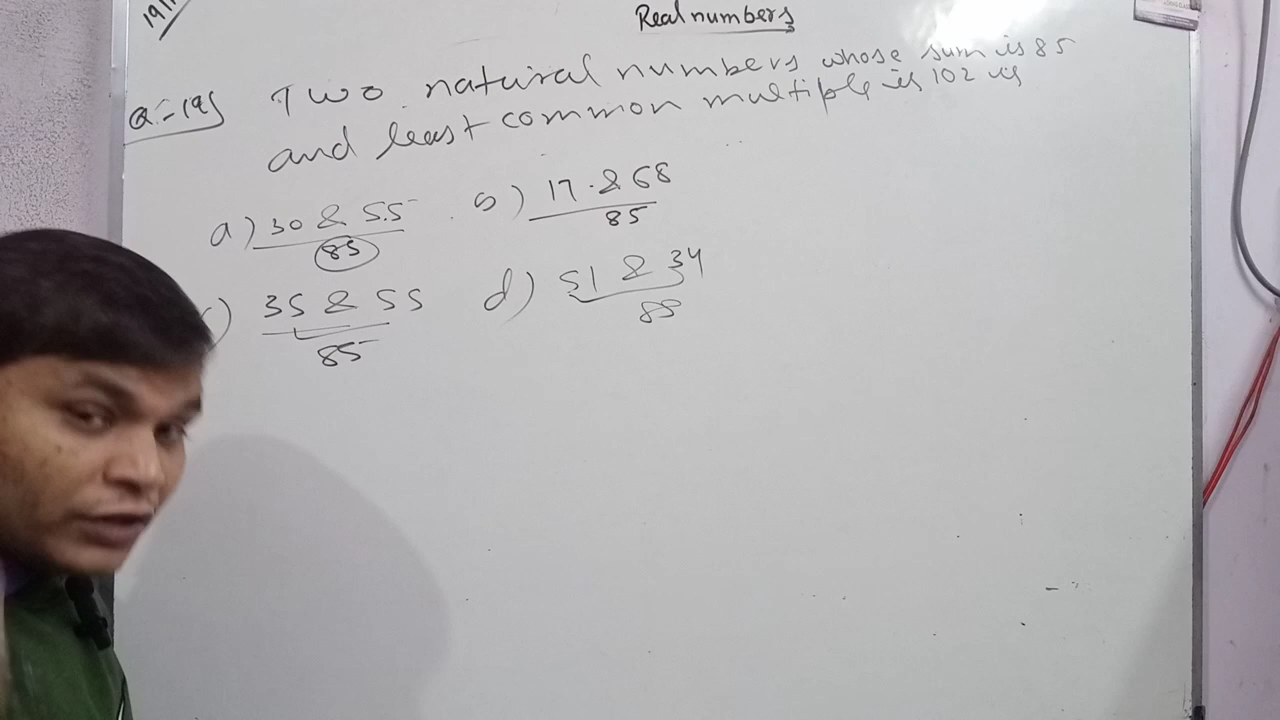 Real numbers
Q:-19) Two natural numbers whose sum is 85
and least common multiple is 102 is
a) 30 & 55 b) 17 & 68
85 85
c) 35 & 55 d) 51 & 34
85 85